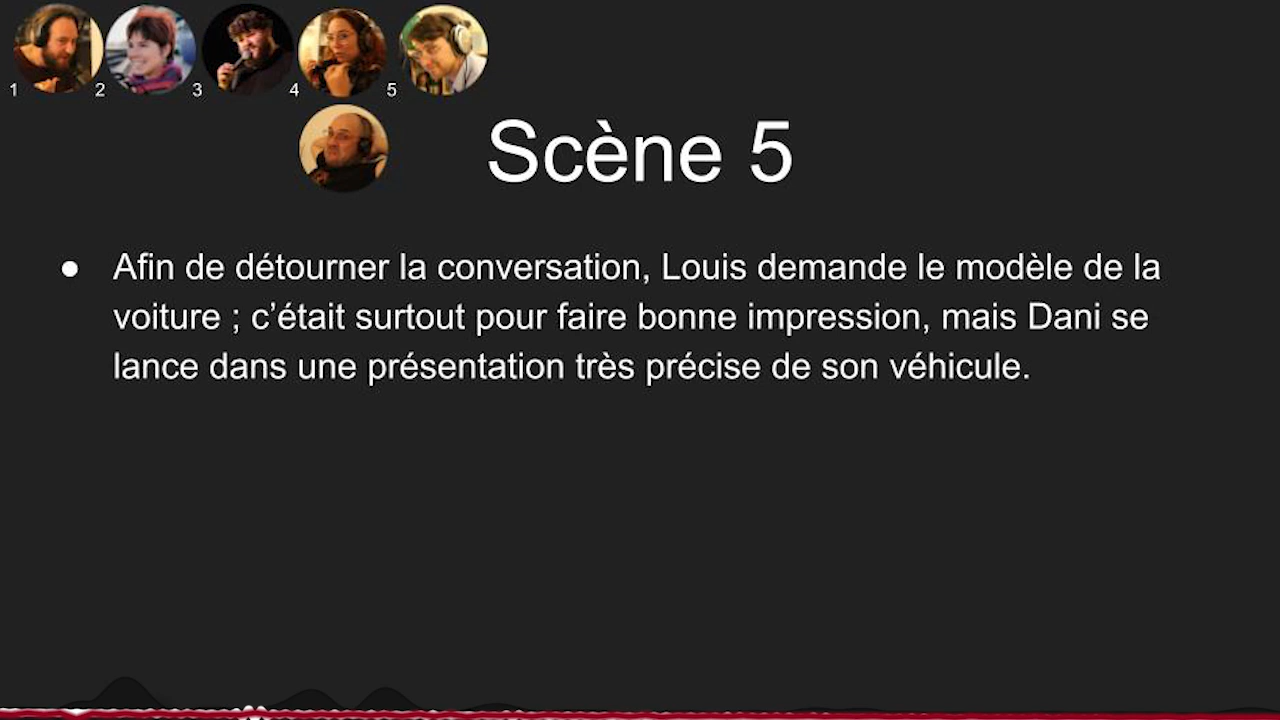 1 2 3 4 5
Scène 5
● Afin de détourner la conversation, Louis demande le modèle de la
voiture ; c’était surtout pour faire bonne impression, mais Dani se
lance dans une présentation très précise de son véhicule.